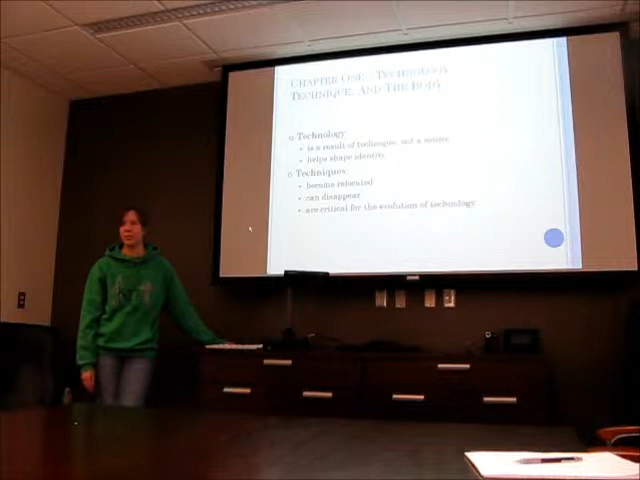 Chapter One: Technology,
Technique, And The Body
Technology
is a result of technique, not a source
helps shape identity
Techniques
become relocated
can disappear
are critical for the evolution of technology